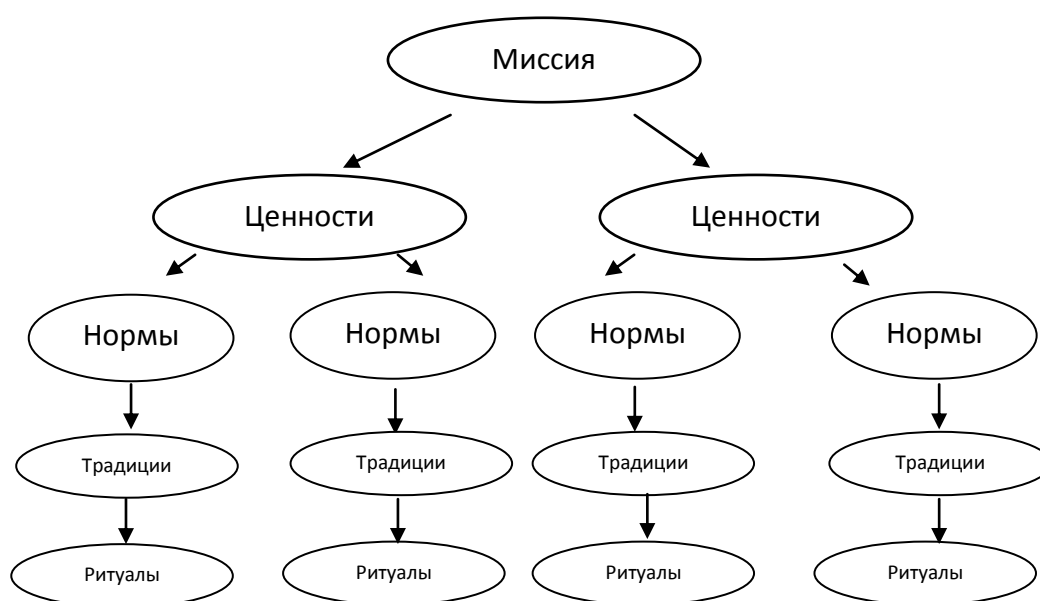 Миссия
Ценности
Ценности
Нормы
Нормы
Нормы
Нормы
Традиции
Традиции
Традиции
Традиции
Ритуалы
Ритуалы
Ритуалы
Ритуалы